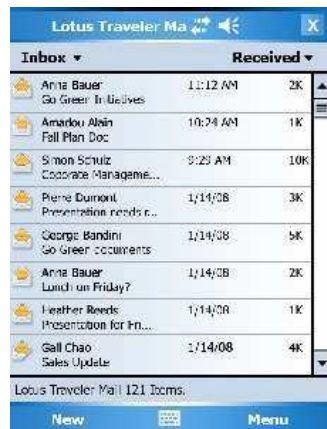 Lotus Traveler Ma X
Inbox Received
Anna Bauer 11:12 AM 2K
Go Green Initiatives
Amadou Alain 10:24 AM 1K
Fall Plan Doc
Simon Schulz 9:29 AM 10K
Coporate Manageme...
Pierre Dumont 1/14/08 3K
Presentation needs r...
George Bandini 1/14/08 5K
Go Green documents
Anna Bauer 1/14/08 2K
Lunch on Friday?
Heather Reeds 1/14/08 1K
Presentation for Fri...
Gail Chao 1/14/08 4K
Sales Update
Lotus Traveler Mail 121 Items.
New Menu